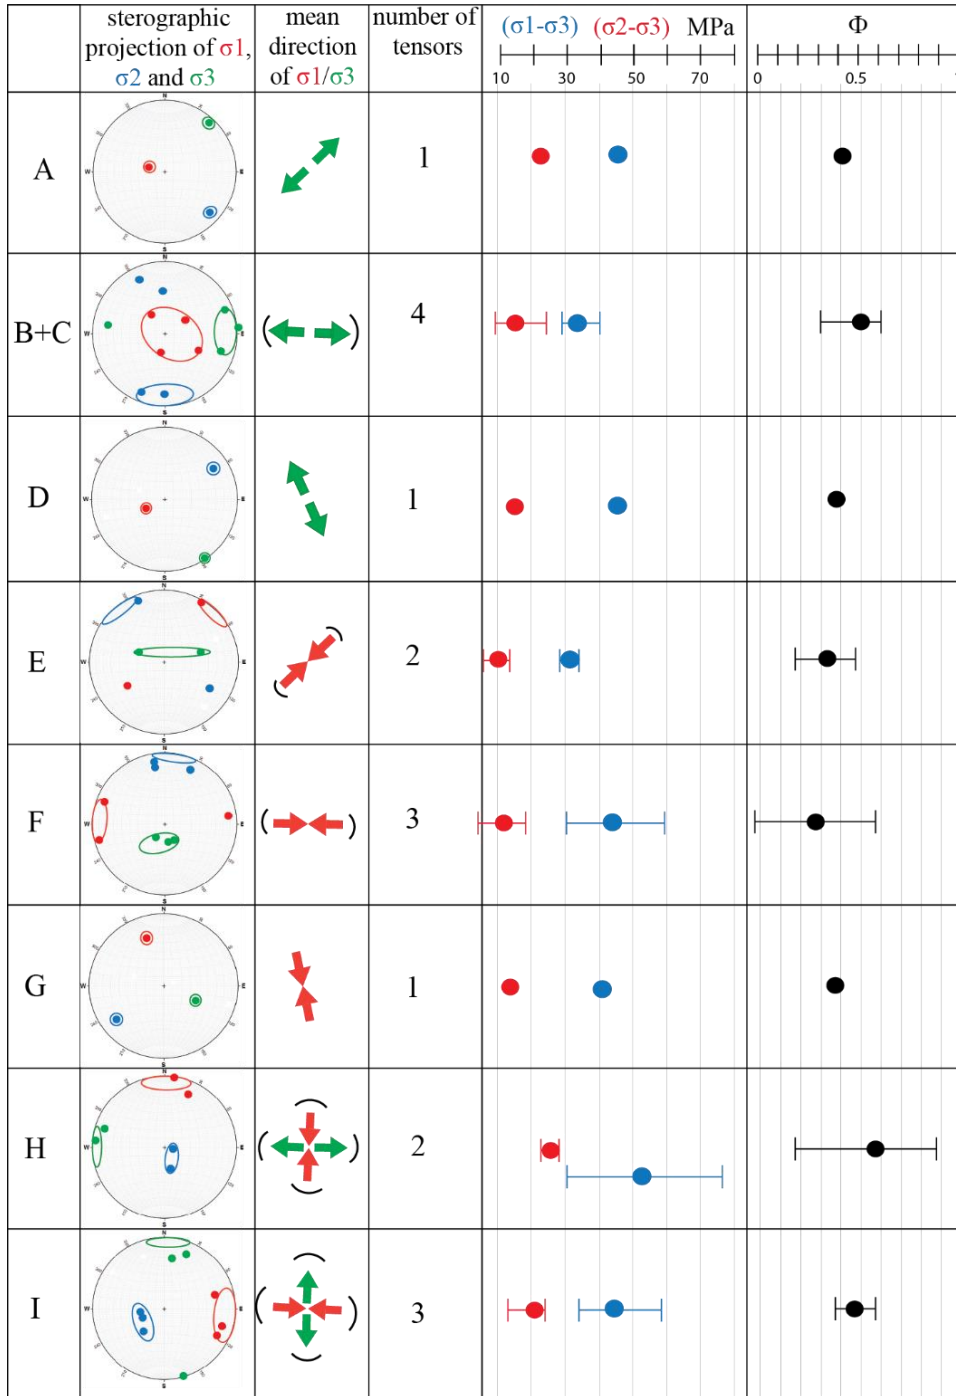 sterographic
projection of σ1,
σ2 and σ3
mean
direction
of σ1/σ3
number of
tensors
(σ1-σ3) (σ2-σ3) MPa
10 30 50 70
Φ
0 0.5
A
N
W
E
S
1
B+C
N
W
E
S
4
D
N
W
E
S
1
E
N
W
E
S
2
F
N
W
E
S
3
G
N
W
E
S
1
H
N
W
E
S
2
I
N
W
E
S
3